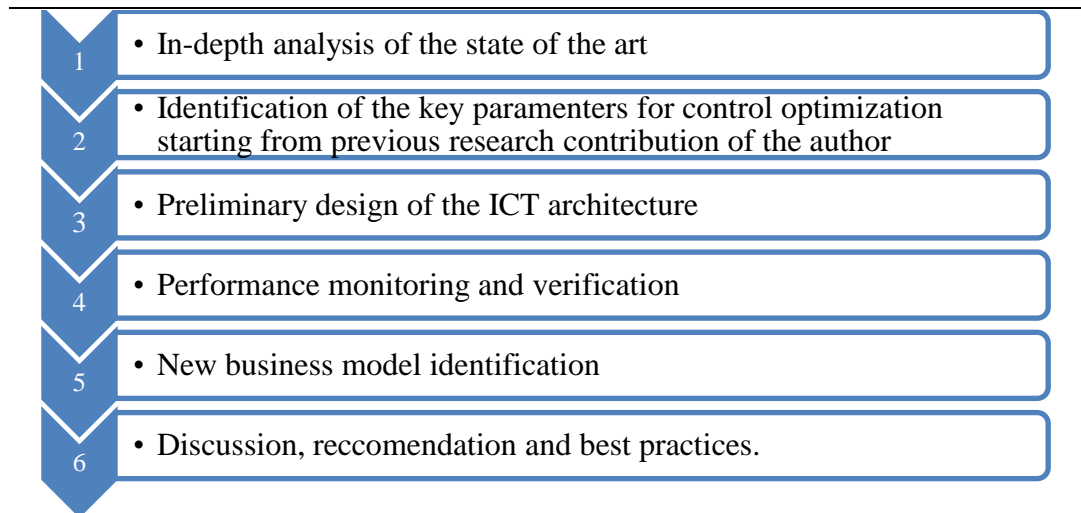 1
• In-depth analysis of the state of the art
2
• Identification of the key paramenters for control optimization
starting from previous research contribution of the author
3
• Preliminary design of the ICT architecture
4
• Performance monitoring and verification
5
• New business model identification
6
• Discussion, reccomendation and best practices.